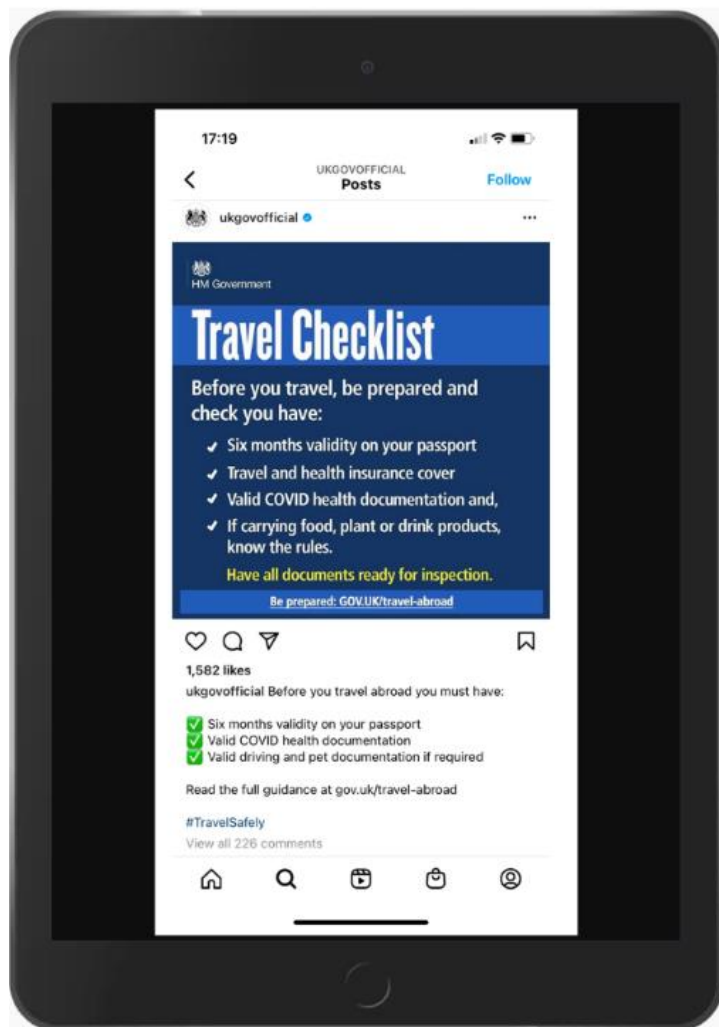 17:19
UKGOVOFFICIAL
Posts
Follow
ukgovofficial
HM Government
Travel Checklist
Before you travel, be prepared and
check you have:
Six months validity on your passport
Travel and health insurance cover
Valid COVID health documentation and,
If carrying food, plant or drink products,
know the rules.
Have all documents ready for inspection.
Be prepared: GOV.UK/travel-abroad
1,582 likes
ukgovofficial Before you travel abroad you must have:
✅ Six months validity on your passport
✅ Valid COVID health documentation
✅ Valid driving and pet documentation if required
Read the full guidance at gov.uk/travel-abroad
#TravelSafely
View all 226 comments